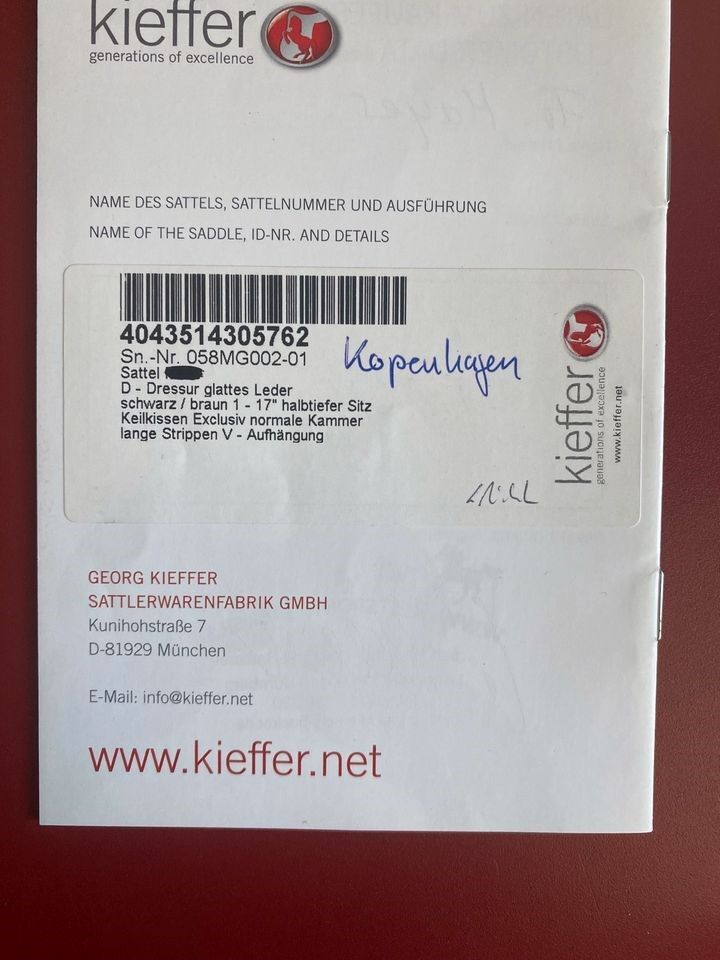 kieffer
generations of excellence
NAME DES SATTELS, SATTELNUMMER UND AUSFÜHRUNG
NAME OF THE SADDLE, ID-NR. AND DETAILS
4043514305762
Sn.-Nr. 058MG002-01
Kopenhagen
Sattel
D - Dressur glattes Leder
schwarz / braun 1 - 17" halbtiefer Sitz
Keilkissen Exclusiv normale Kammer
lange Strippen V - Aufhängung
kieffer
generations of excellence
www.kieffer.net
GEORG KIEFFER
SATTLERWARENFABRIK GMBH
Kunihohstraße 7
D-81929 München
E-Mail: info@kieffer.net
www.kieffer.net